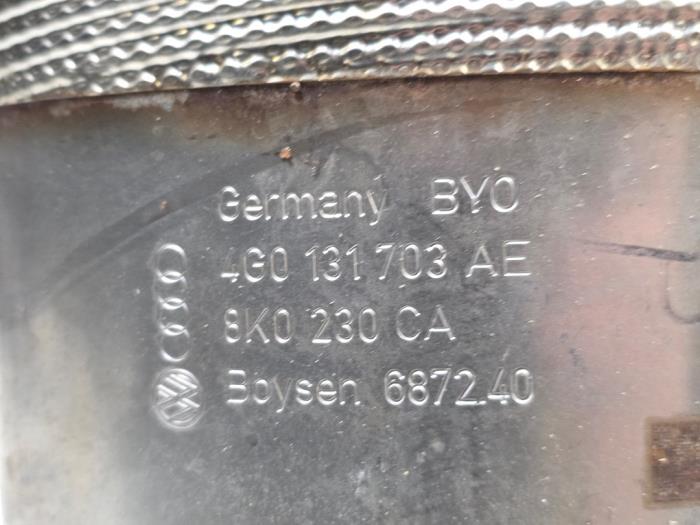 Germany BYO
4G0 131 703 AE
8K0 230 CA
Boysen 6872.40